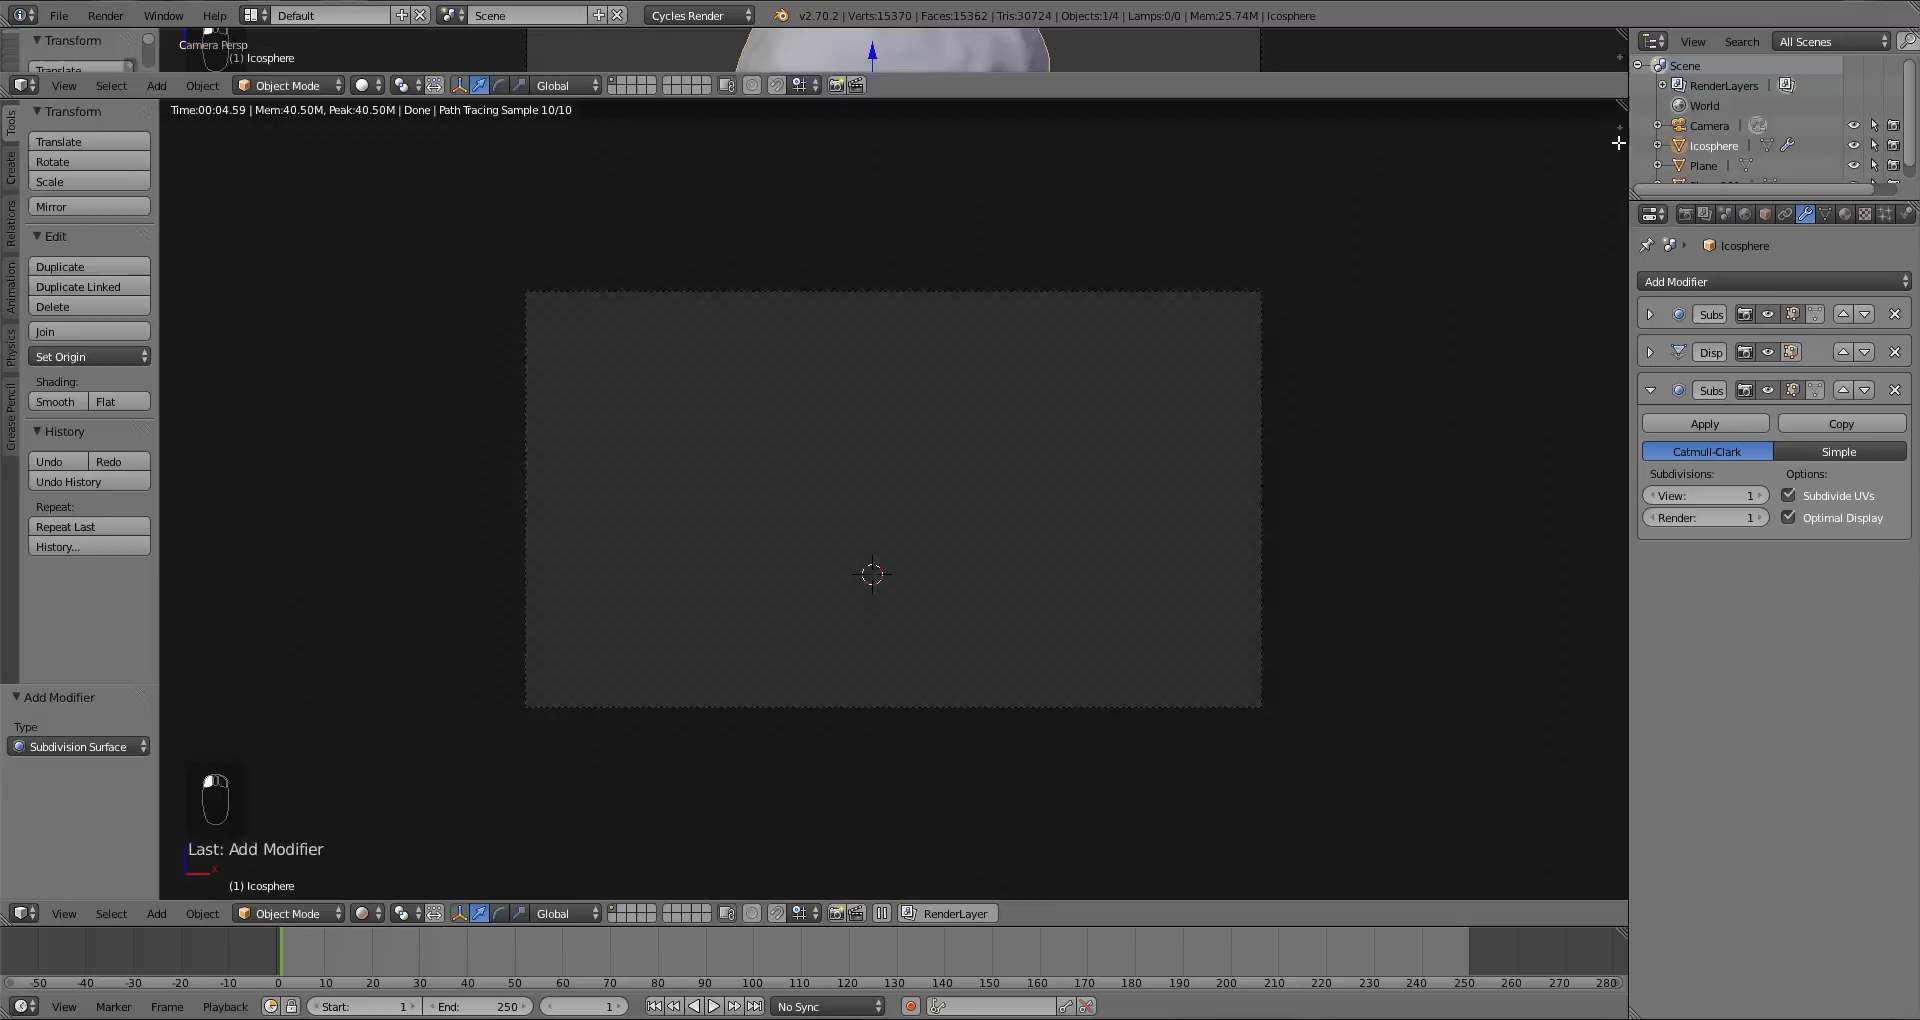 File Render Window Help Default Scene Cycles Render v2.70.2 | Verts:15370 | Faces:15362 | Tris:30724 | Objects:1/4 | Lamps:0/0 | Mem:25.74M | Icosphere
Transform
Camera Persp
(1) Icosphere
Translate
View Select Add Object Object Mode Global
Time:00:04.59 | Mem:40.50M, Peak:40.50M | Done | Path Tracing Sample 10/10
Tools
Create
Relations
Animation
Physics
Grease Pencil
Transform
Translate
Rotate
Scale
Mirror
Edit
Duplicate
Duplicate Linked
Delete
Join
Set Origin
Shading:
Smooth Flat
History
Undo Redo
Undo History
Repeat:
Repeat Last
History...
Add Modifier
Type
Subdivision Surface
Last: Add Modifier
x
(1) Icosphere
View Select Add Object Object Mode Global RenderLayer
-50 -40 -30 -20 -10 0 10 20 30 40 50 60 70 80 90 100 110 120 130 140 150 160 170 180 190 200 210 220 230 240 250 260 270 280
View Marker Frame Playback Start: 1 End: 250 1 No Sync
View Search All Scenes
Scene
RenderLayers |
World
Camera |
Icosphere |
Plane |
Icosphere
Add Modifier
Subs
Disp
Subs
Apply Copy
Catmull-Clark Simple
Subdivisions: Options:
View: 1 Subdivide UVs
Render: 1 Optimal Display